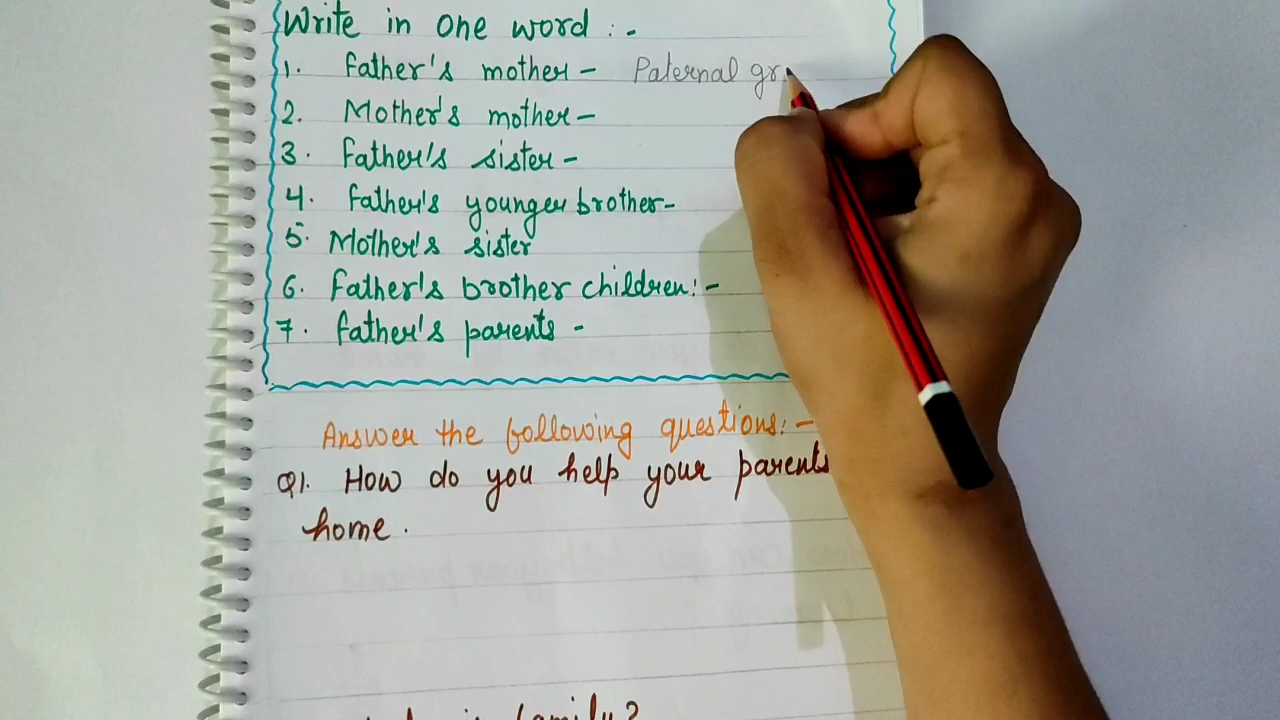 Write in one word :-
1. Father's mother - Paternal gr
2. Mother's mother -
3. Father's sister -
4. Father's younger brother-
5. Mother's sister
6. Father's brother children:-
7. Father's parents -
Answer the following questions:-
Q1. How do you help your parents
home.
family?